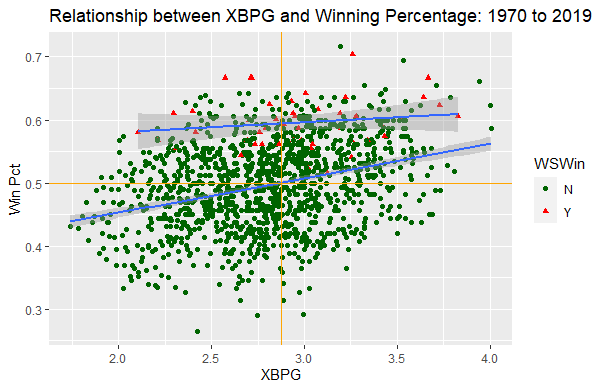 Relationship between XBPG and Winning Percentage: 1970 to 2019
0.7
0.6
0.5
0.4
0.3
Win Pct
2.0 2.5 3.0 3.5 4.0
XBPG
WSWin
N
Y